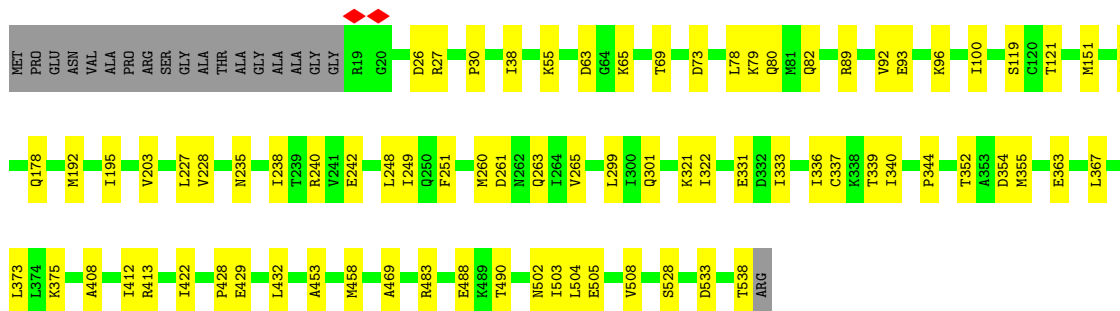 MET PRO GLU ASN VAL ALA PRO ARG SER GLY ALA THR ALA GLY ALA ALA ALA GLY GLY R19 G20 D26 R27 P30 I38 K55 D63 G64 K65 T69 D73 L78 K79 Q80 M81 Q82 R89 V92 E93 K96 I100 S119 C120 T121 M151
Q178 M192 I195 V203 L227 V228 N235 I238 T239 R240 V241 E242 L248 I249 Q250 F251 M260 D261 N262 Q263 I264 V265 L299 I300 Q301 K321 I322 E331 D332 I333 I336 C337 K338 T339 I340 P344 T352 A353 D354 M355 E363 L367
L373 L374 K375 A408 I412 R413 I422 P428 E429 L432 A453 M458 A469 R483 E488 K489 T490 N502 I503 L504 E505 V508 S528 D533 T538 ARG